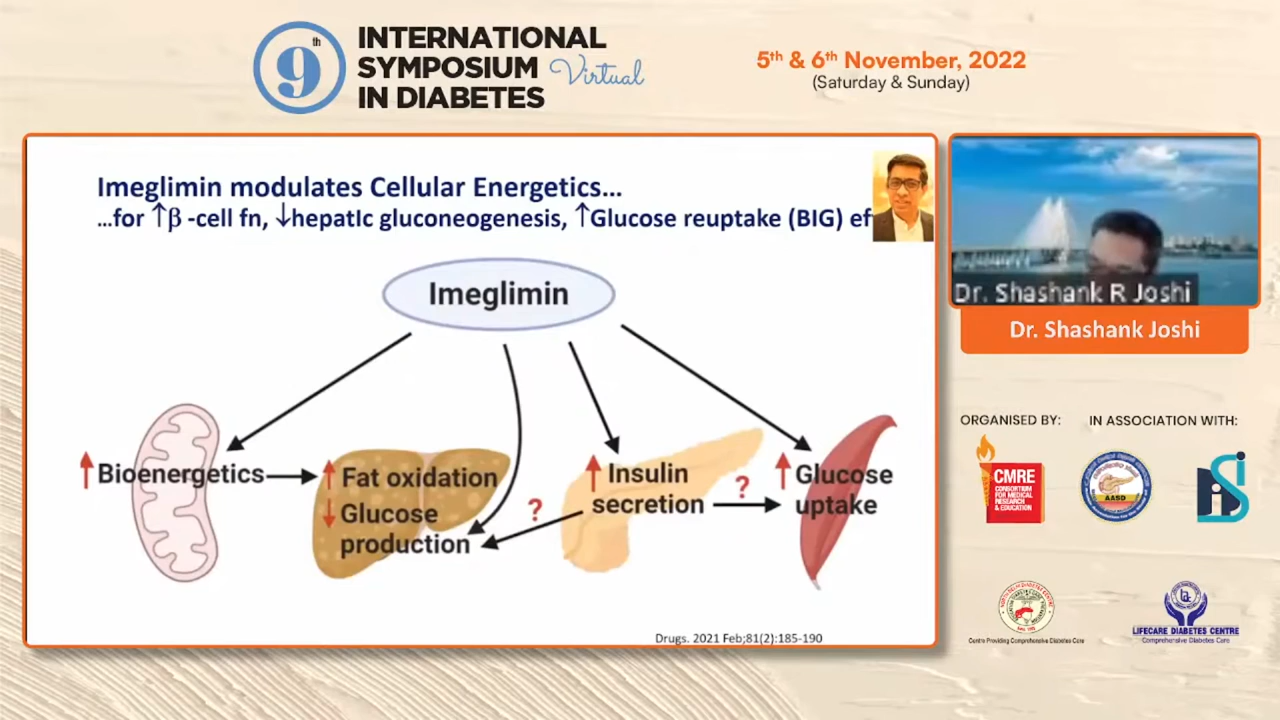 9th
INTERNATIONAL
SYMPOSIUM Virtual
IN DIABETES
5th & 6th November, 2022
(Saturday & Sunday)
Imeglimin modulates Cellular Energetics...
...for ↑β -cell fn, ↓hepatIc gluconeogenesis, ↑Glucose reuptake (BIG) ef
Imeglimin
↑Bioenergetics
↑Fat oxidation
↓Glucose
production
?
↑Insulin
secretion
?
↑Glucose
uptake
Drugs. 2021 Feb;81(2):185-190
Dr. Shashank R Joshi
Dr. Shashank Joshi
ORGANISED BY:
IN ASSOCIATION WITH:
CMRE
CONSORTIUM
FOR MEDICAL
RESEARCH
& EDUCATION
AASD
Centre Providing Comprehensive Diabetes Care
LIFECARE DIABETES CENTRE
Comprehensive Diabetes Care